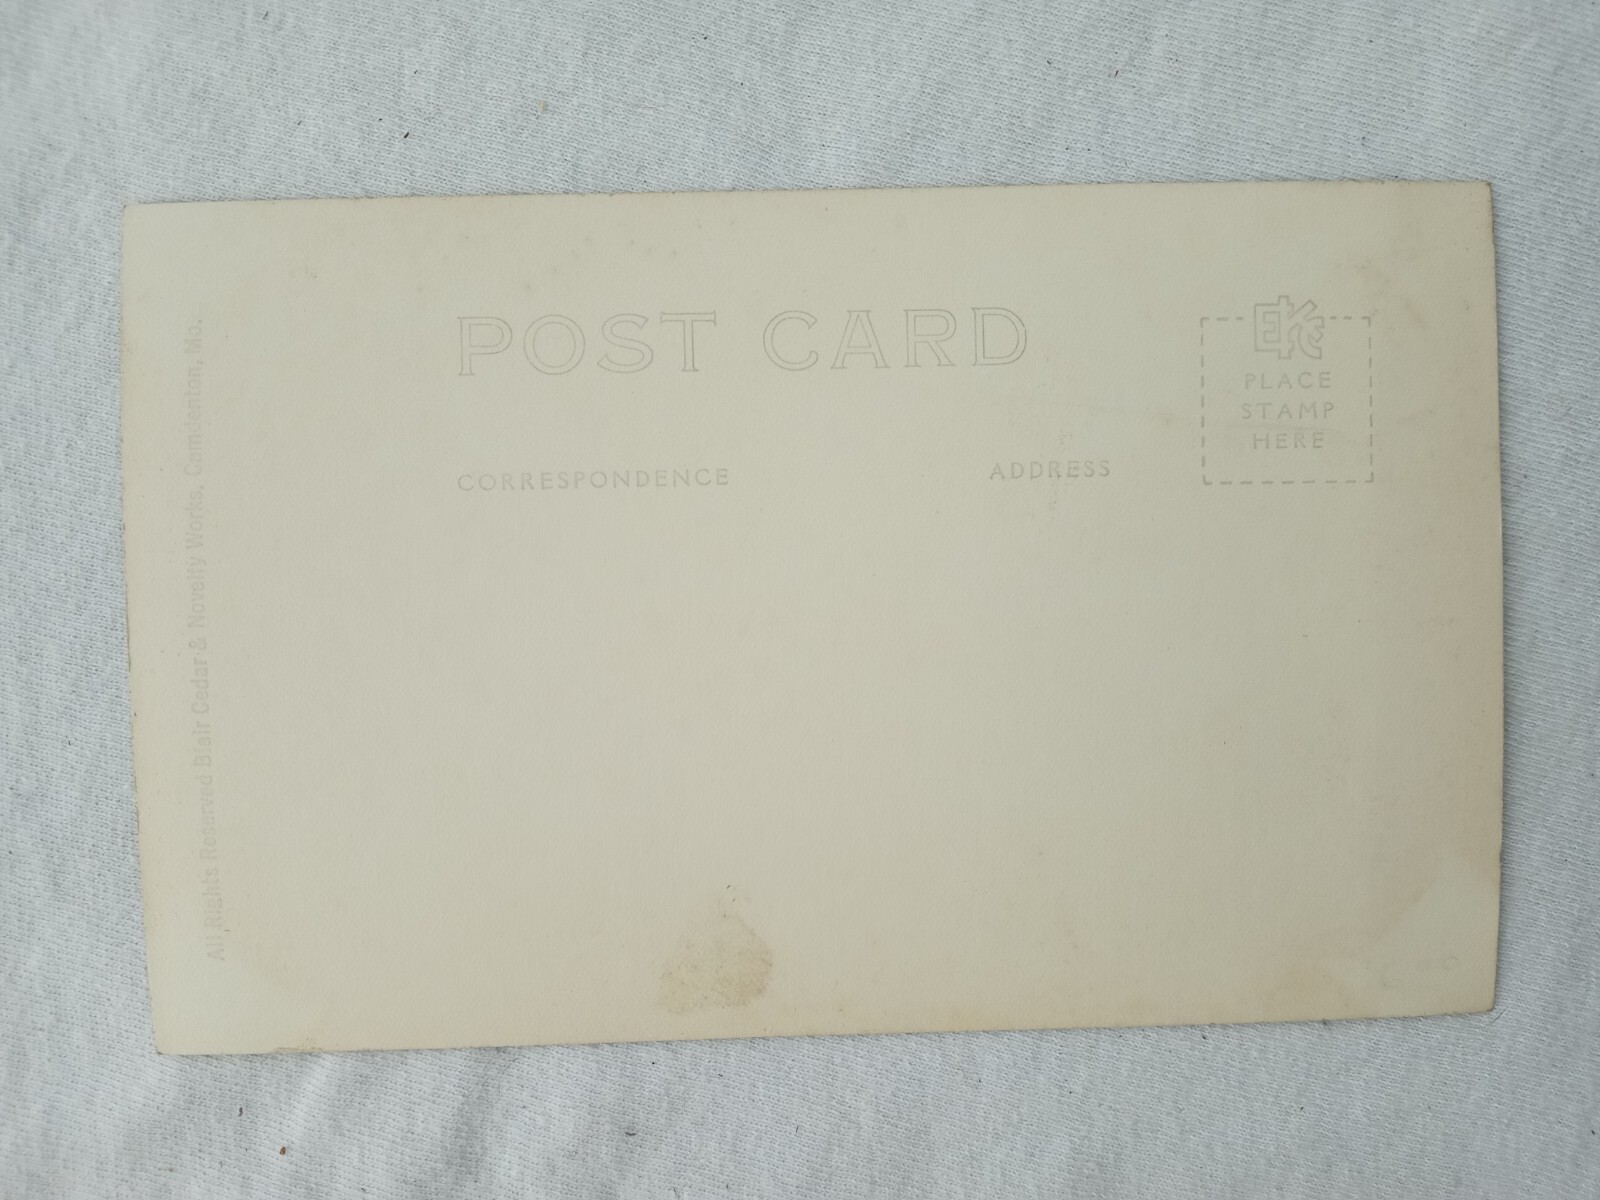 POST CARD
EKC
PLACE
STAMP
HERE
CORRESPONDENCE
ADDRESS
All Rights Reserved Blair Cedar & Novelty Works, Camdenton, Mo.